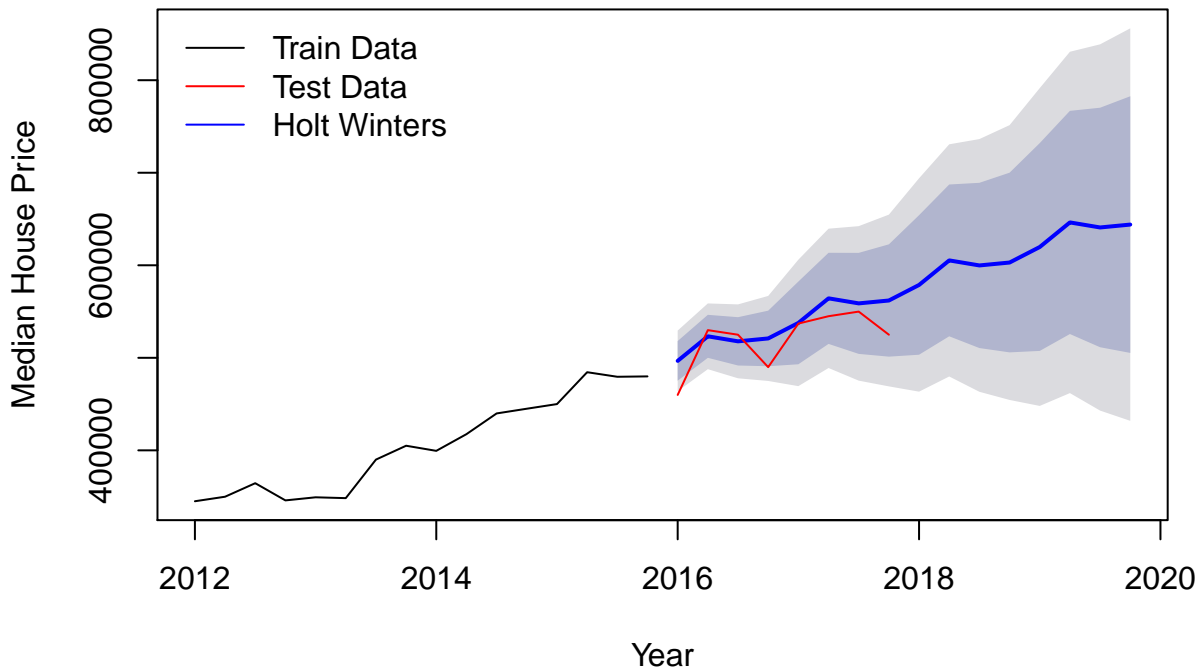 Train Data
Test Data
Holt Winters
Median House Price
800000
600000
400000
2012 2014 2016 2018 2020
Year